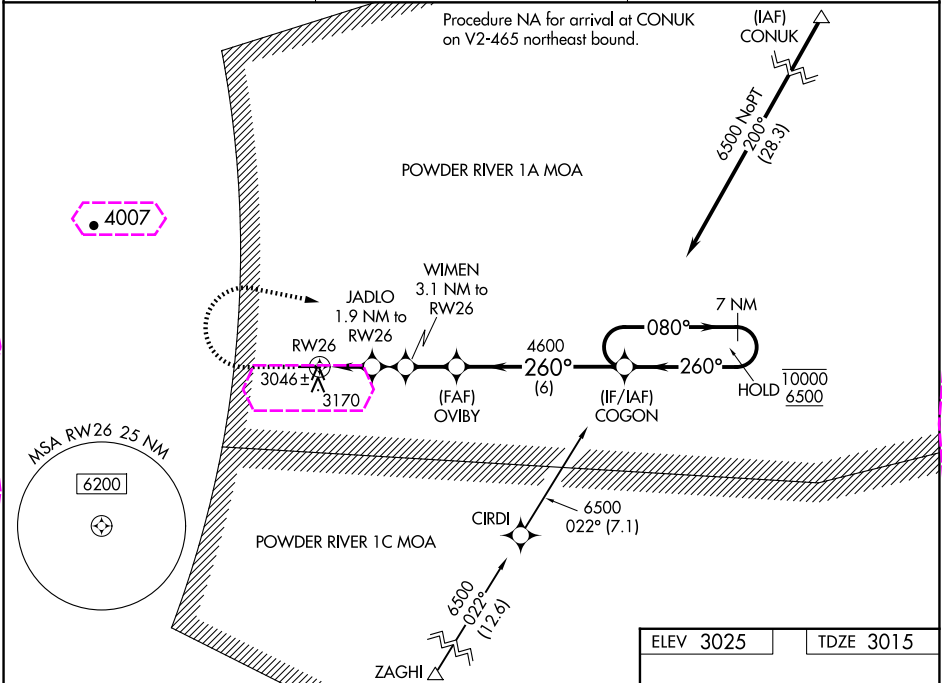 Procedure NA for arrival at CONUK
on V2-465 northeast bound.
(IAF)
CONUK
6500 NoPT
200°
(28.3)
POWDER RIVER 1A MOA
4007
WIMEN
3.1 NM to
RW26
JADLO
1.9 NM to
RW26
RW26
7 NM
080°
4600
260°
(6)
260°
HOLD
10000
6500
3046±
3170
(FAF)
OVIBY
(IF/IAF)
COGON
MSA RW26 25 NM
6200
CIRDI
6500
022° (7.1)
POWDER RIVER 1C MOA
6500
022°
(12.6)
ZAGHI
ELEV 3025
TDZE 3015